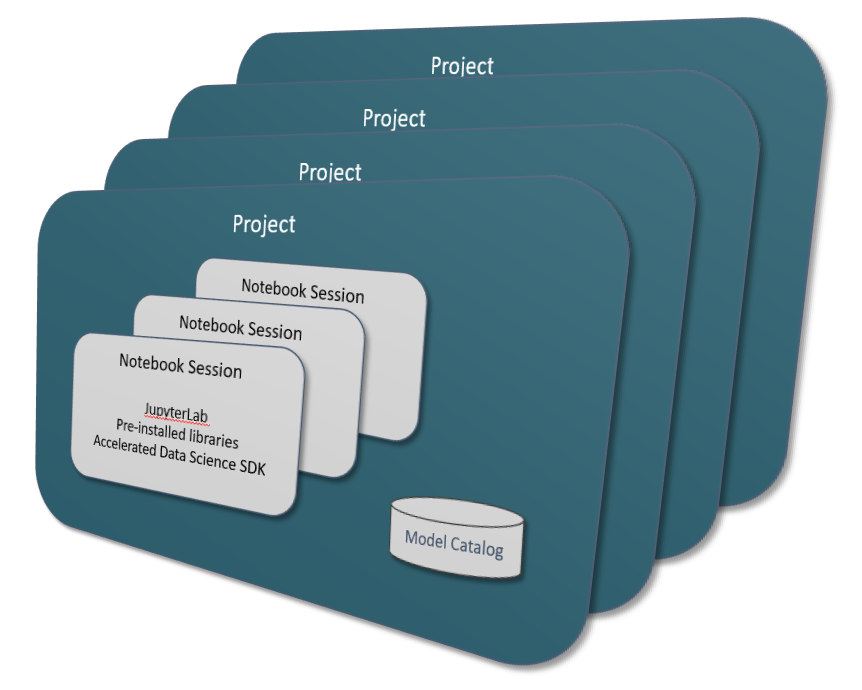 Project
Project
Project
Project
Notebook Session
Notebook Session
Notebook Session
JupyterLab
Pre-installed libraries
Accelerated Data Science SDK
Model Catalog